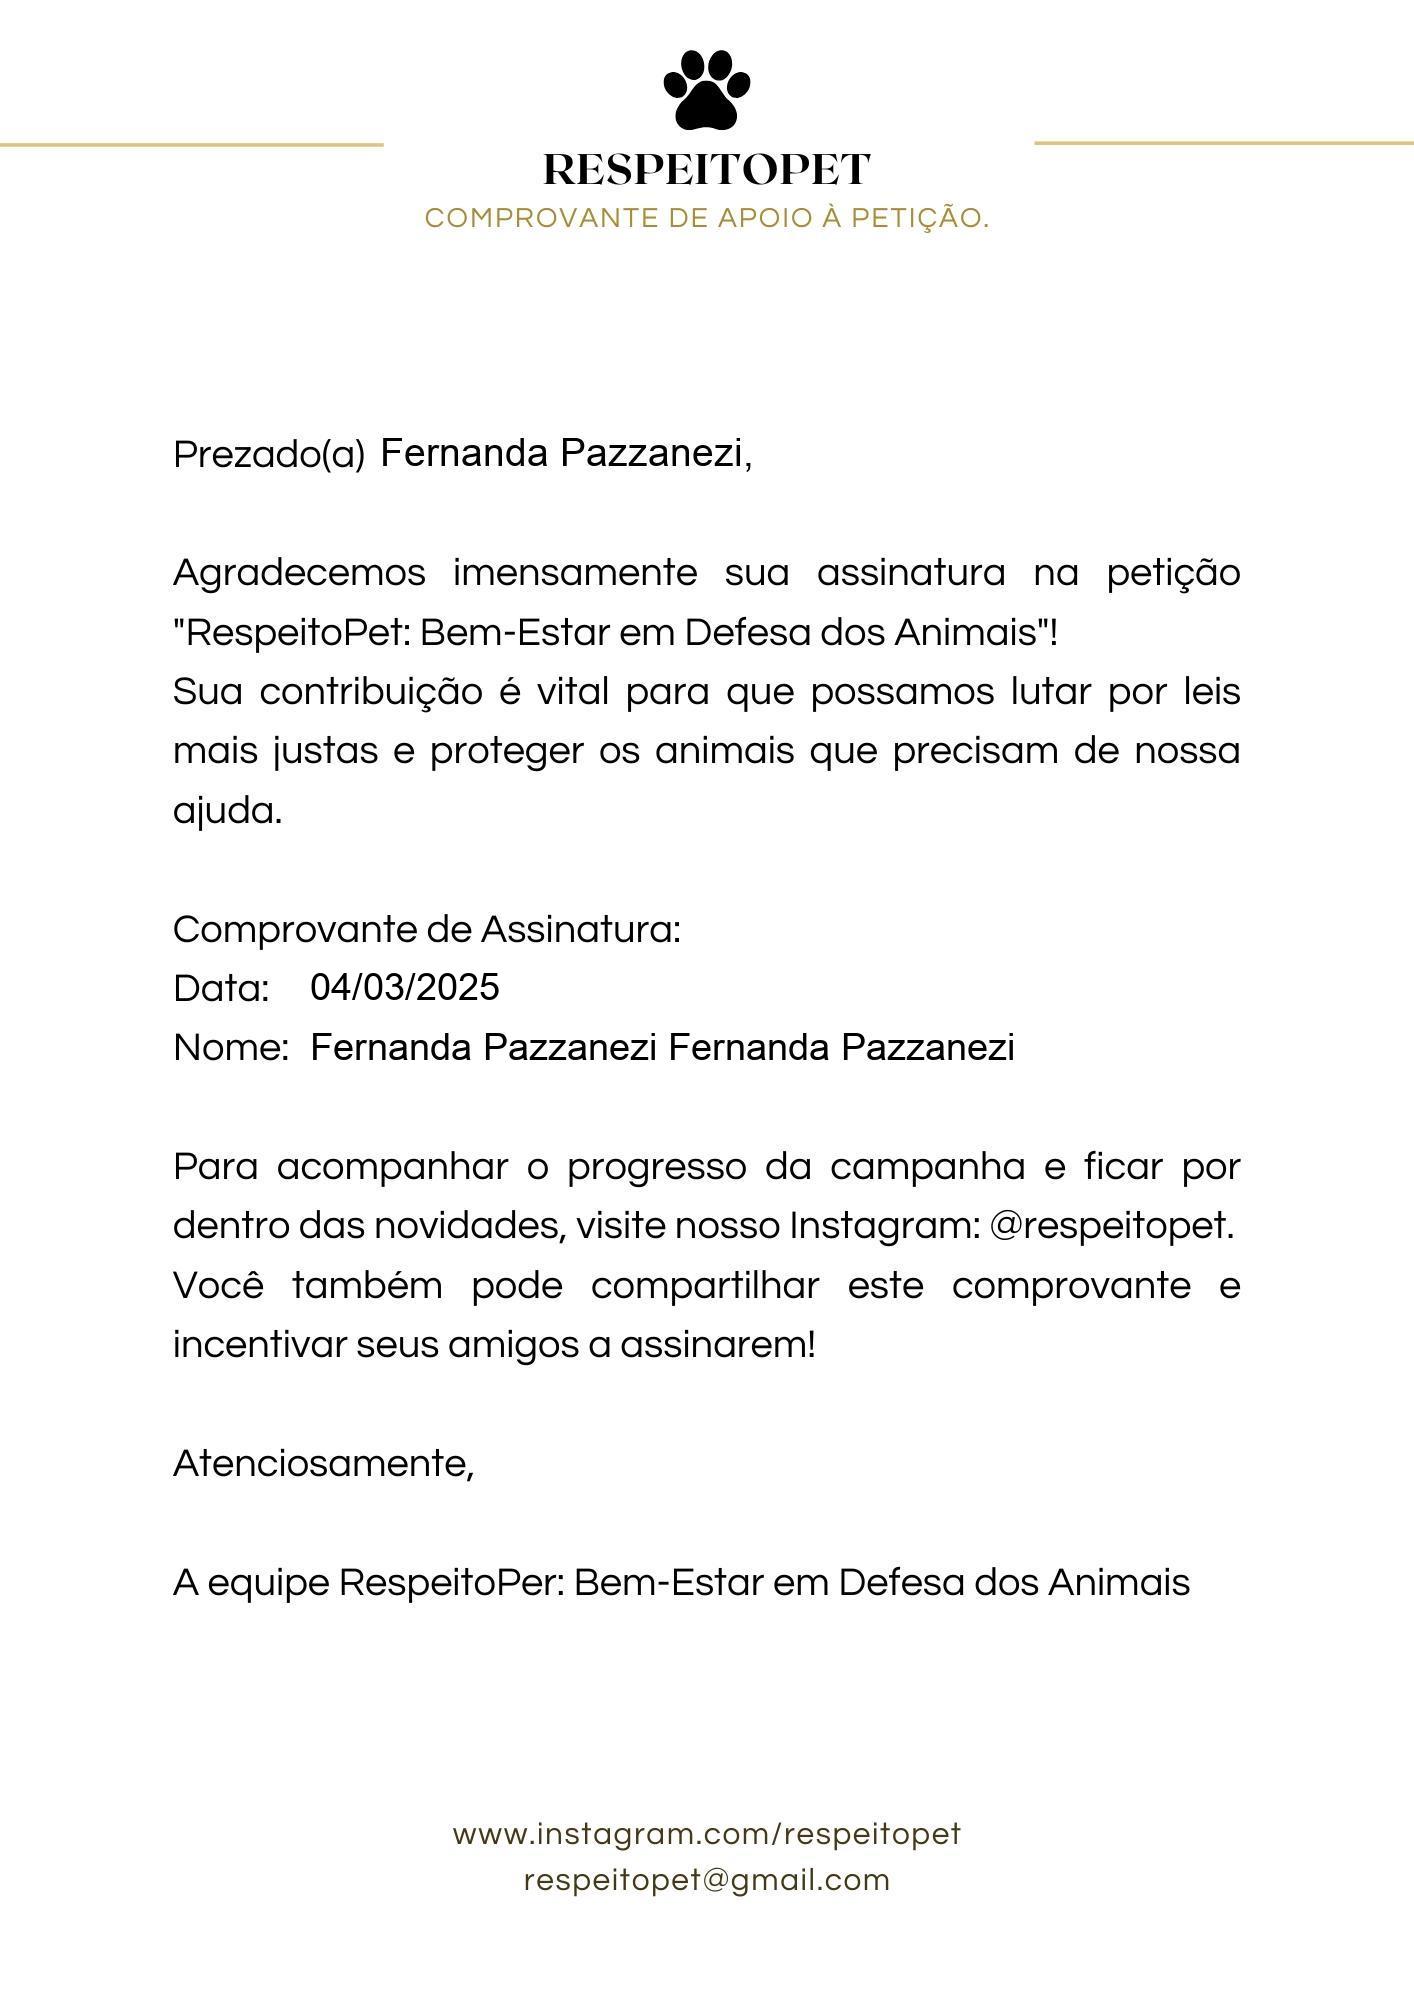 RESPEITOPET
COMPROVANTE DE APOIO À PETIÇÃO.
Prezado(a) Fernanda Pazzanezi,
Agradecemos imensamente sua assinatura na petição
"RespeitoPet: Bem-Estar em Defesa dos Animais"!
Sua contribuição é vital para que possamos lutar por leis
mais justas e proteger os animais que precisam de nossa
ajuda.
Comprovante de Assinatura:
Data: 04/03/2025
Nome: Fernanda Pazzanezi Fernanda Pazzanezi
Para acompanhar o progresso da campanha e ficar por
dentro das novidades, visite nosso Instagram: @respeitopet.
Você também pode compartilhar este comprovante e
incentivar seus amigos a assinarem!
Atenciosamente,
A equipe RespeitoPer: Bem-Estar em Defesa dos Animais
www.instagram.com/respeitopet
respeitopet@gmail.com